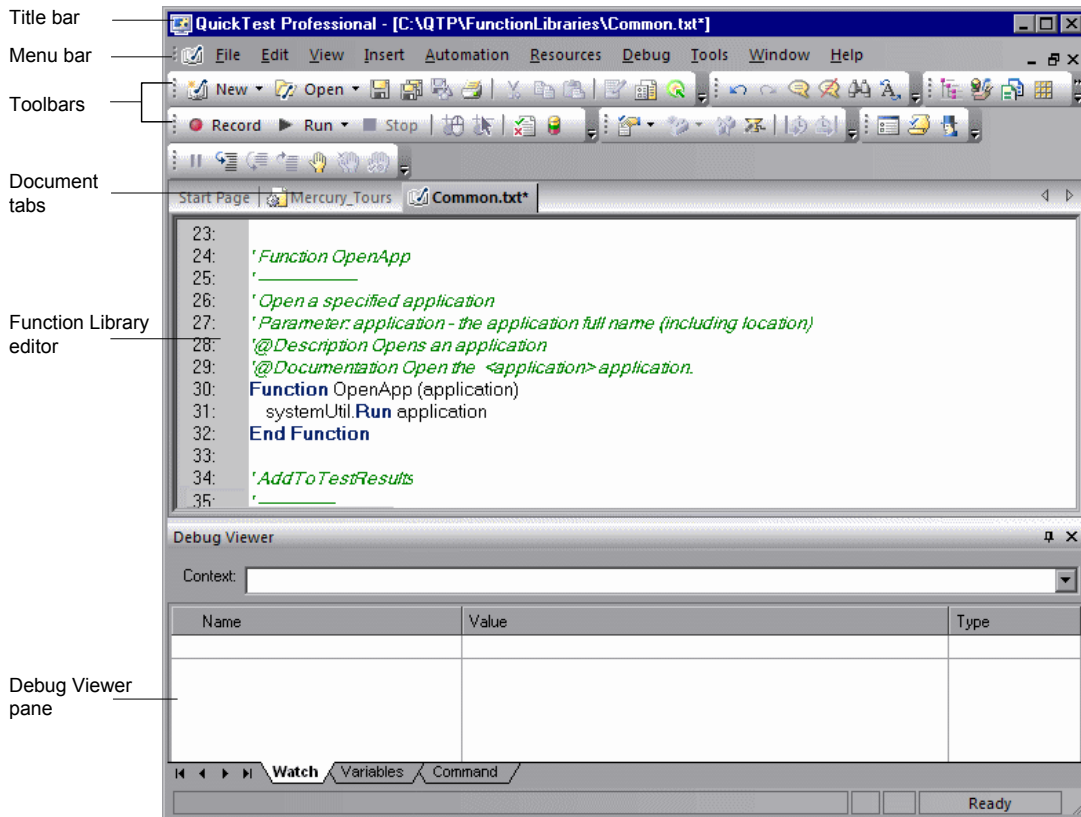 Title bar
QuickTest Professional - [C:\QTP\FunctionLibraries\Common.txt*]
Menu bar
File Edit View Insert Automation Resources Debug Tools Window Help
Toolbars
New Open
Record Run Stop
Document
tabs
Start Page Mercury_Tours Common.txt*
Function Library
editor
23:
24: ' Function OpenApp
25: ' ──────────
26: ' Open a specified application
27: ' Parameter: application - the application full name (including location)
28: '@Description Opens an application
29: '@Documentation Open the <application> application.
30: Function OpenApp (application)
31: systemUtil.Run application
32: End Function
33:
34: ' AddToTestResults
35: ' ────────
Debug Viewer
Context:
Name Value Type
Debug Viewer
pane
Watch Variables Command
Ready